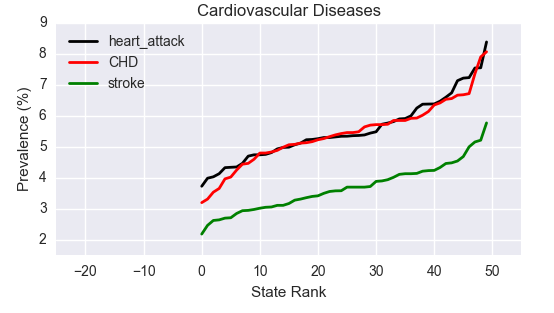 Cardiovascular Diseases
heart_attack
CHD
stroke
Prevalence (%)
9
8
7
6
5
4
3
2
−20 −10 0 10 20 30 40 50
State Rank